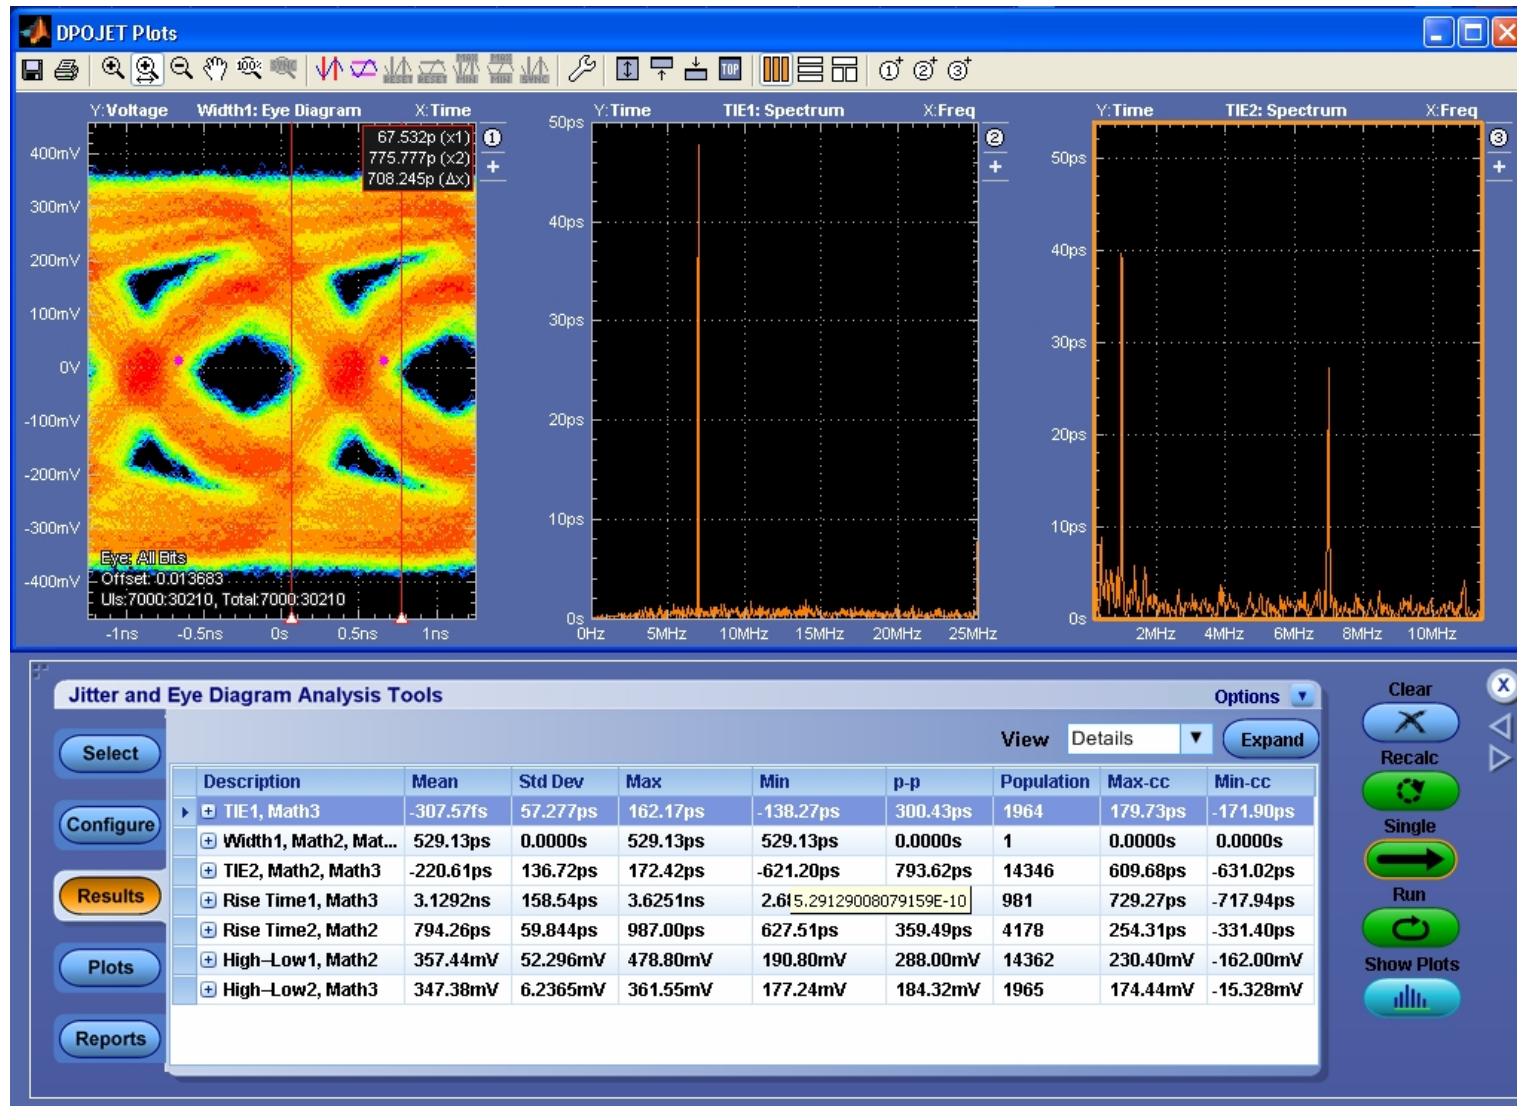 DPOJET Plots
Y:Voltage Width1: Eye Diagram X:Time
67.532p (x1)
775.777p (x2)
708.245p (Δx)
1
+
400mV
300mV
200mV
100mV
0V
-100mV
-200mV
-300mV
-400mV
Eye: All Bits
Offset: 0.013683
UIs:7000:30210, Total:7000:30210
-1ns -0.5ns 0s 0.5ns 1ns
Y:Time TIE1: Spectrum X:Freq
2
+
50ps
40ps
30ps
20ps
10ps
0s
0Hz 5MHz 10MHz 15MHz 20MHz 25MHz
Y:Time TIE2: Spectrum X:Freq
3
+
50ps
40ps
30ps
20ps
10ps
0s
2MHz 4MHz 6MHz 8MHz 10MHz
Jitter and Eye Diagram Analysis Tools Options
View Details Expand
Select
Configure
Results
Plots
Reports
Description Mean Std Dev Max Min p-p Population Max-cc Min-cc
TIE1, Math3 -307.57fs 57.277ps 162.17ps -138.27ps 300.43ps 1964 179.73ps -171.90ps
Width1, Math2, Mat... 529.13ps 0.0000s 529.13ps 529.13ps 0.0000s 1 0.0000s 0.0000s
TIE2, Math2, Math3 -220.61ps 136.72ps 172.42ps -621.20ps 793.62ps 14346 609.68ps -631.02ps
Rise Time1, Math3 3.1292ns 158.54ps 3.6251ns 5.29129008079159E-10 981 729.27ps -717.94ps
Rise Time2, Math2 794.26ps 59.844ps 987.00ps 627.51ps 359.49ps 4178 254.31ps -331.40ps
High–Low1, Math2 357.44mV 52.296mV 478.80mV 190.80mV 288.00mV 14362 230.40mV -162.00mV
High–Low2, Math3 347.38mV 6.2365mV 361.55mV 177.24mV 184.32mV 1965 174.44mV -15.328mV
Clear
Recalc
Single
Run
Show Plots